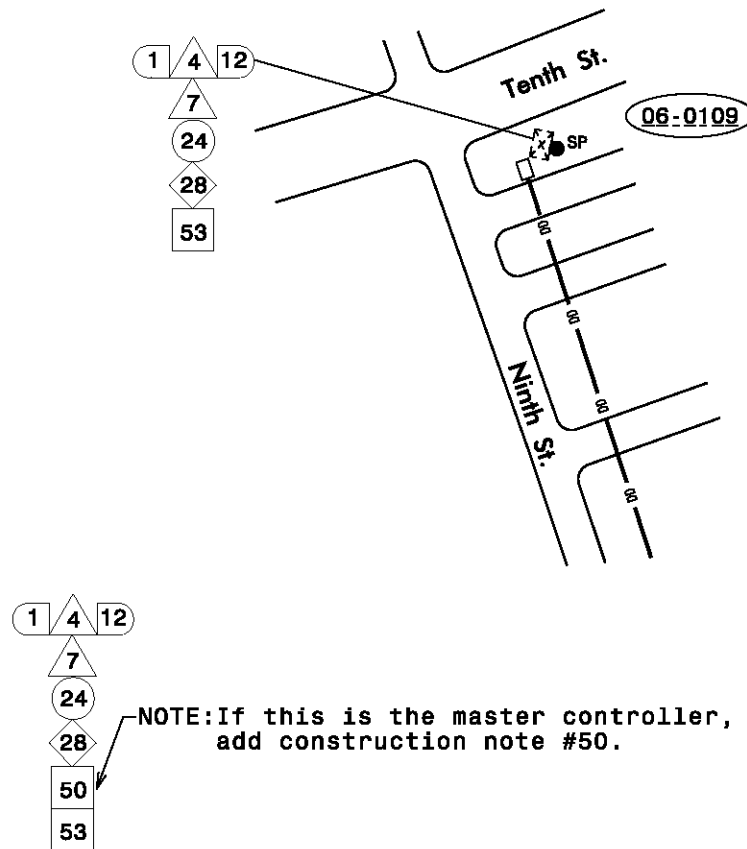 1 4 12
7
24
28
53
Tenth St.
06-0109
SP
Ninth St.
1 4 12
7
24
28
50
53
NOTE:If this is the master controller,
add construction note #50.